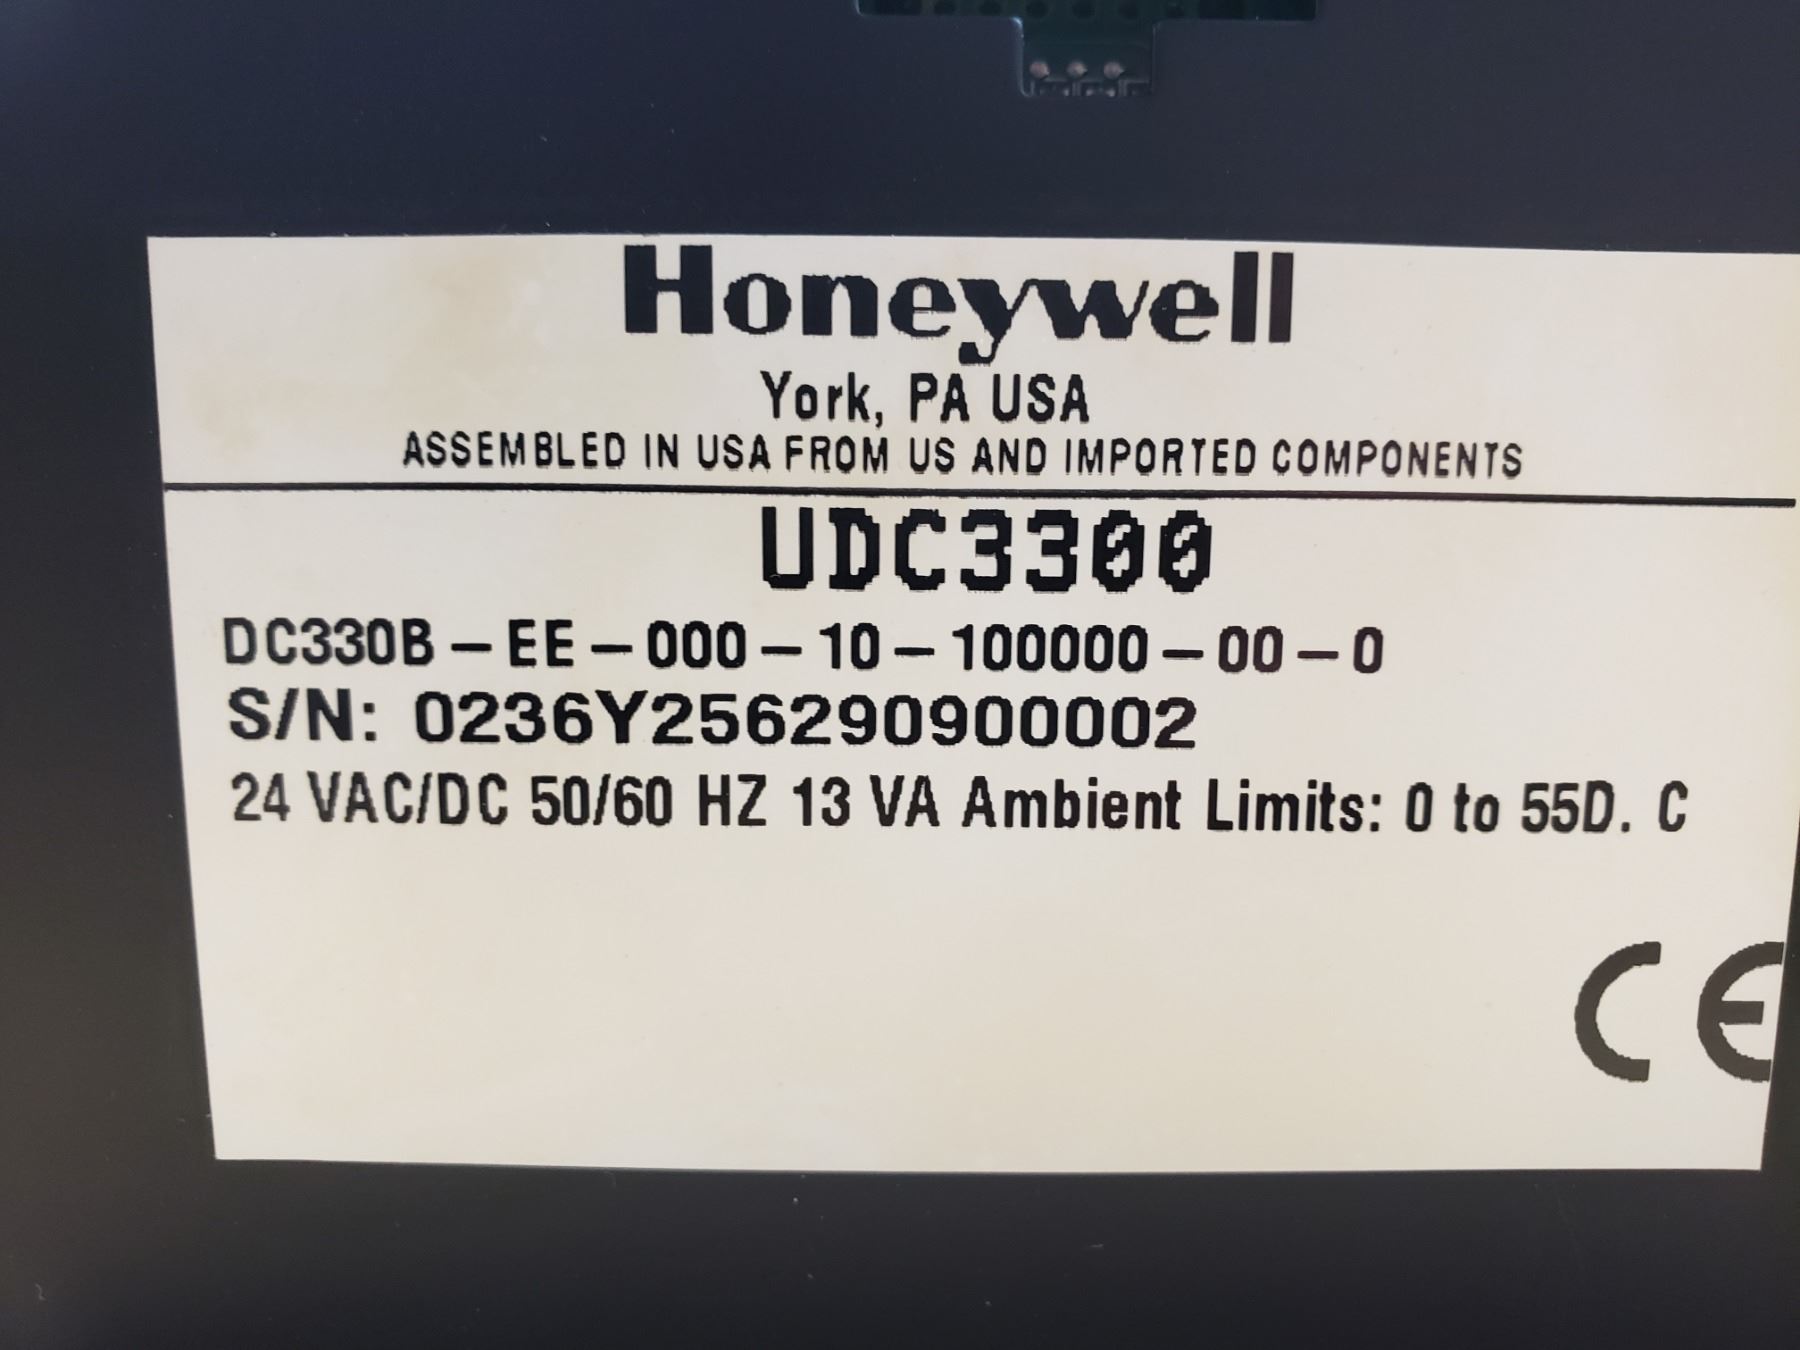 Honeywell
York, PA USA
ASSEMBLED IN USA FROM US AND IMPORTED COMPONENTS
UDC3300
DC330B-EE-000-10-100000-00-0
S/N: 0236Y256290900002
24 VAC/DC 50/60 HZ 13 VA Ambient Limits: 0 to 55D. C
CE